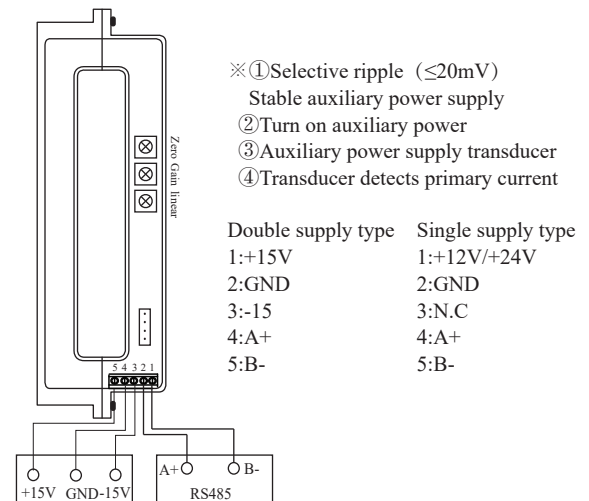 ※①Selective ripple（≤20mV）
Stable auxiliary power supply
②Turn on auxiliary power
③Auxiliary power supply transducer
④Transducer detects primary current
Zero Gain linear
Double supply type Single supply type
1:+15V 1:+12V/+24V
2:GND 2:GND
3:-15 3:N.C
4:A+ 4:A+
5:B- 5:B-
5 4 3 2 1
A+ B-
+15V GND-15V RS485